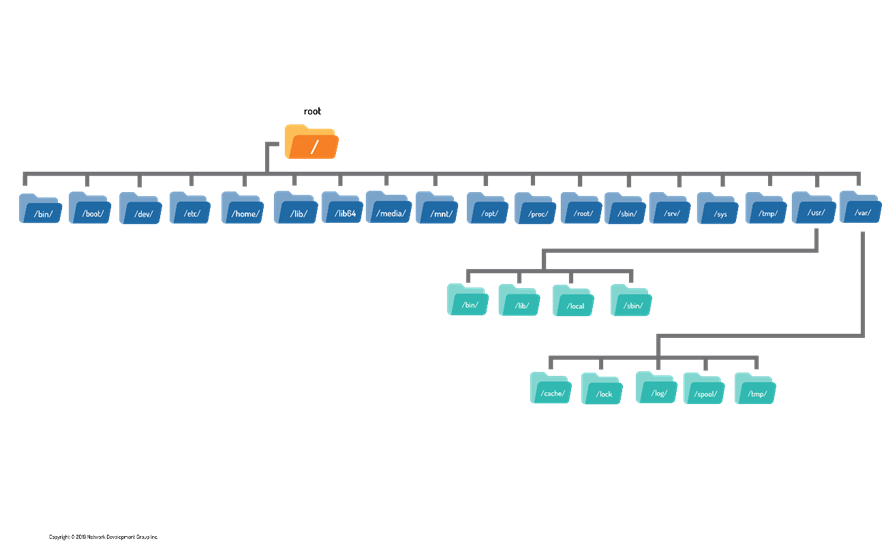 root
/
/bin/ /boot/ /dev/ /etc/ /home/ /lib/ /lib64 /media/ /mnt/ /opt/ /proc/ /root/ /sbin/ /srv/ /sys /tmp/ /usr/ /var/
/bin/ /lib/ /local /sbin/
/cache/ /lock /log/ /spool/ /tmp/
Copyright © 2019 Network Development Group Inc.